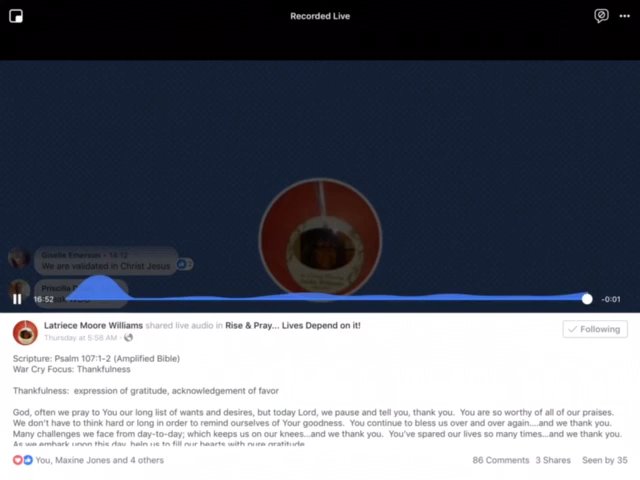 Recorded Live
Giselle Emerson • 14:12
We are validated in Christ Jesus
2
Priscilla
16:52
-0:01
Latriece Moore Williams shared live audio in Rise & Pray... Lives Depend on it!
Thursday at 5:58 AM •
Following
Scripture: Psalm 107:1-2 (Amplified Bible)
War Cry Focus: Thankfulness
Thankfulness: expression of gratitude, acknowledgement of favor
God, often we pray to You our long list of wants and desires, but today Lord, we pause and tell you, thank you. You are so worthy of all of our praises.
We don't have to think hard or long in order to remind ourselves of Your goodness. You continue to bless us over and over again....and we thank you.
Many challenges we face from day-to-day; which keeps us on our knees...and we thank you. You've spared our lives so many times...and we thank you.
As we embark upon this day, help us to fill our hearts with pure gratitude
You, Maxine Jones and 4 others
86 Comments 3 Shares Seen by 35